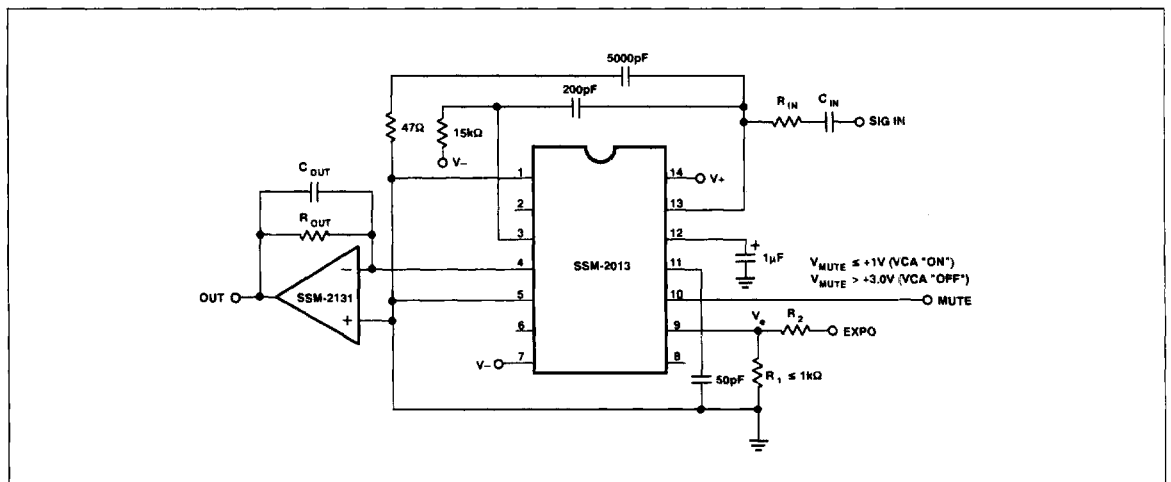 5000pF
200pF
R IN
C IN
SIG IN
47Ω
15kΩ
V–
C OUT
R OUT
OUT
–
SSM-2131
+
1
2
3
4
5
6
7
V–
SSM-2013
14
V+
13
12
11
10
9
8
+
1μF
V MUTE ≤ +1V (VCA "ON")
V MUTE > +3.0V (VCA "OFF")
MUTE
V e
R 2
EXPO
50pF
R 1 ≤ 1kΩ